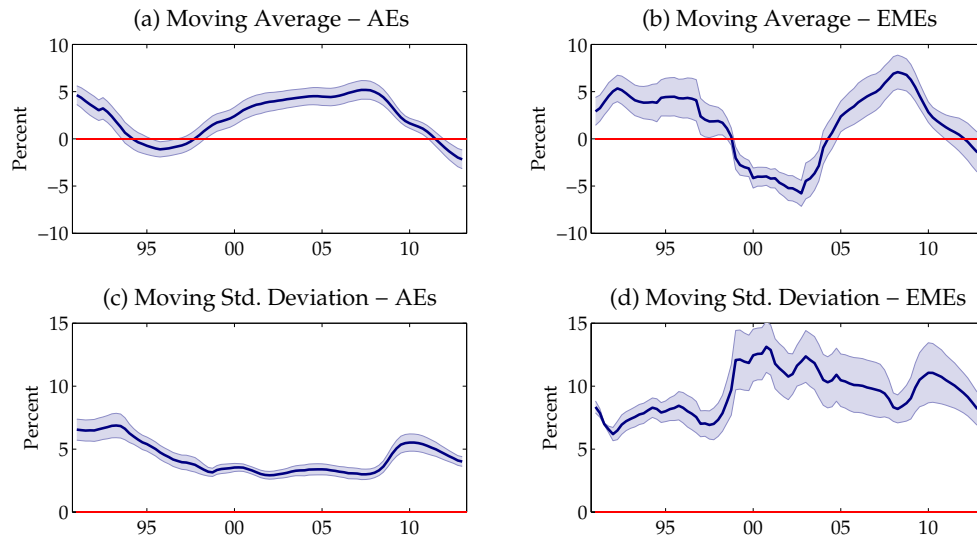 (a) Moving Average – AEs
10
5
0
−5
−10
Percent
95 00 05 10
(b) Moving Average – EMEs
10
5
0
−5
−10
Percent
95 00 05 10
(c) Moving Std. Deviation – AEs
15
10
5
0
Percent
95 00 05 10
(d) Moving Std. Deviation – EMEs
15
10
5
0
Percent
95 00 05 10